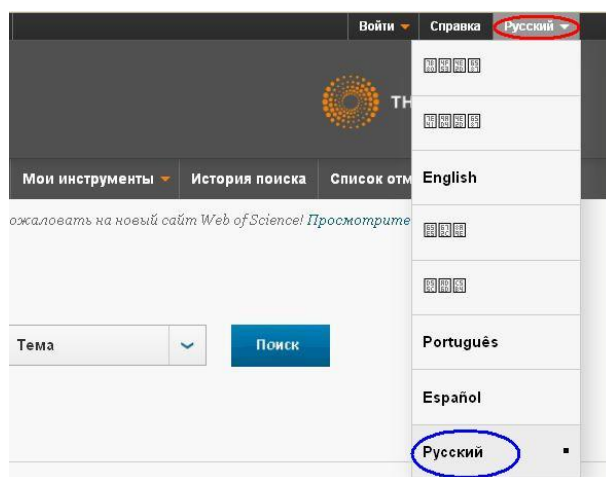 Войти Справка Русский
TH
Мои инструменты История поиска Список отм
English
ожаловать на новый сайт Web of Science! Просмотрите
Тема Поиск
Português
Español
Русский